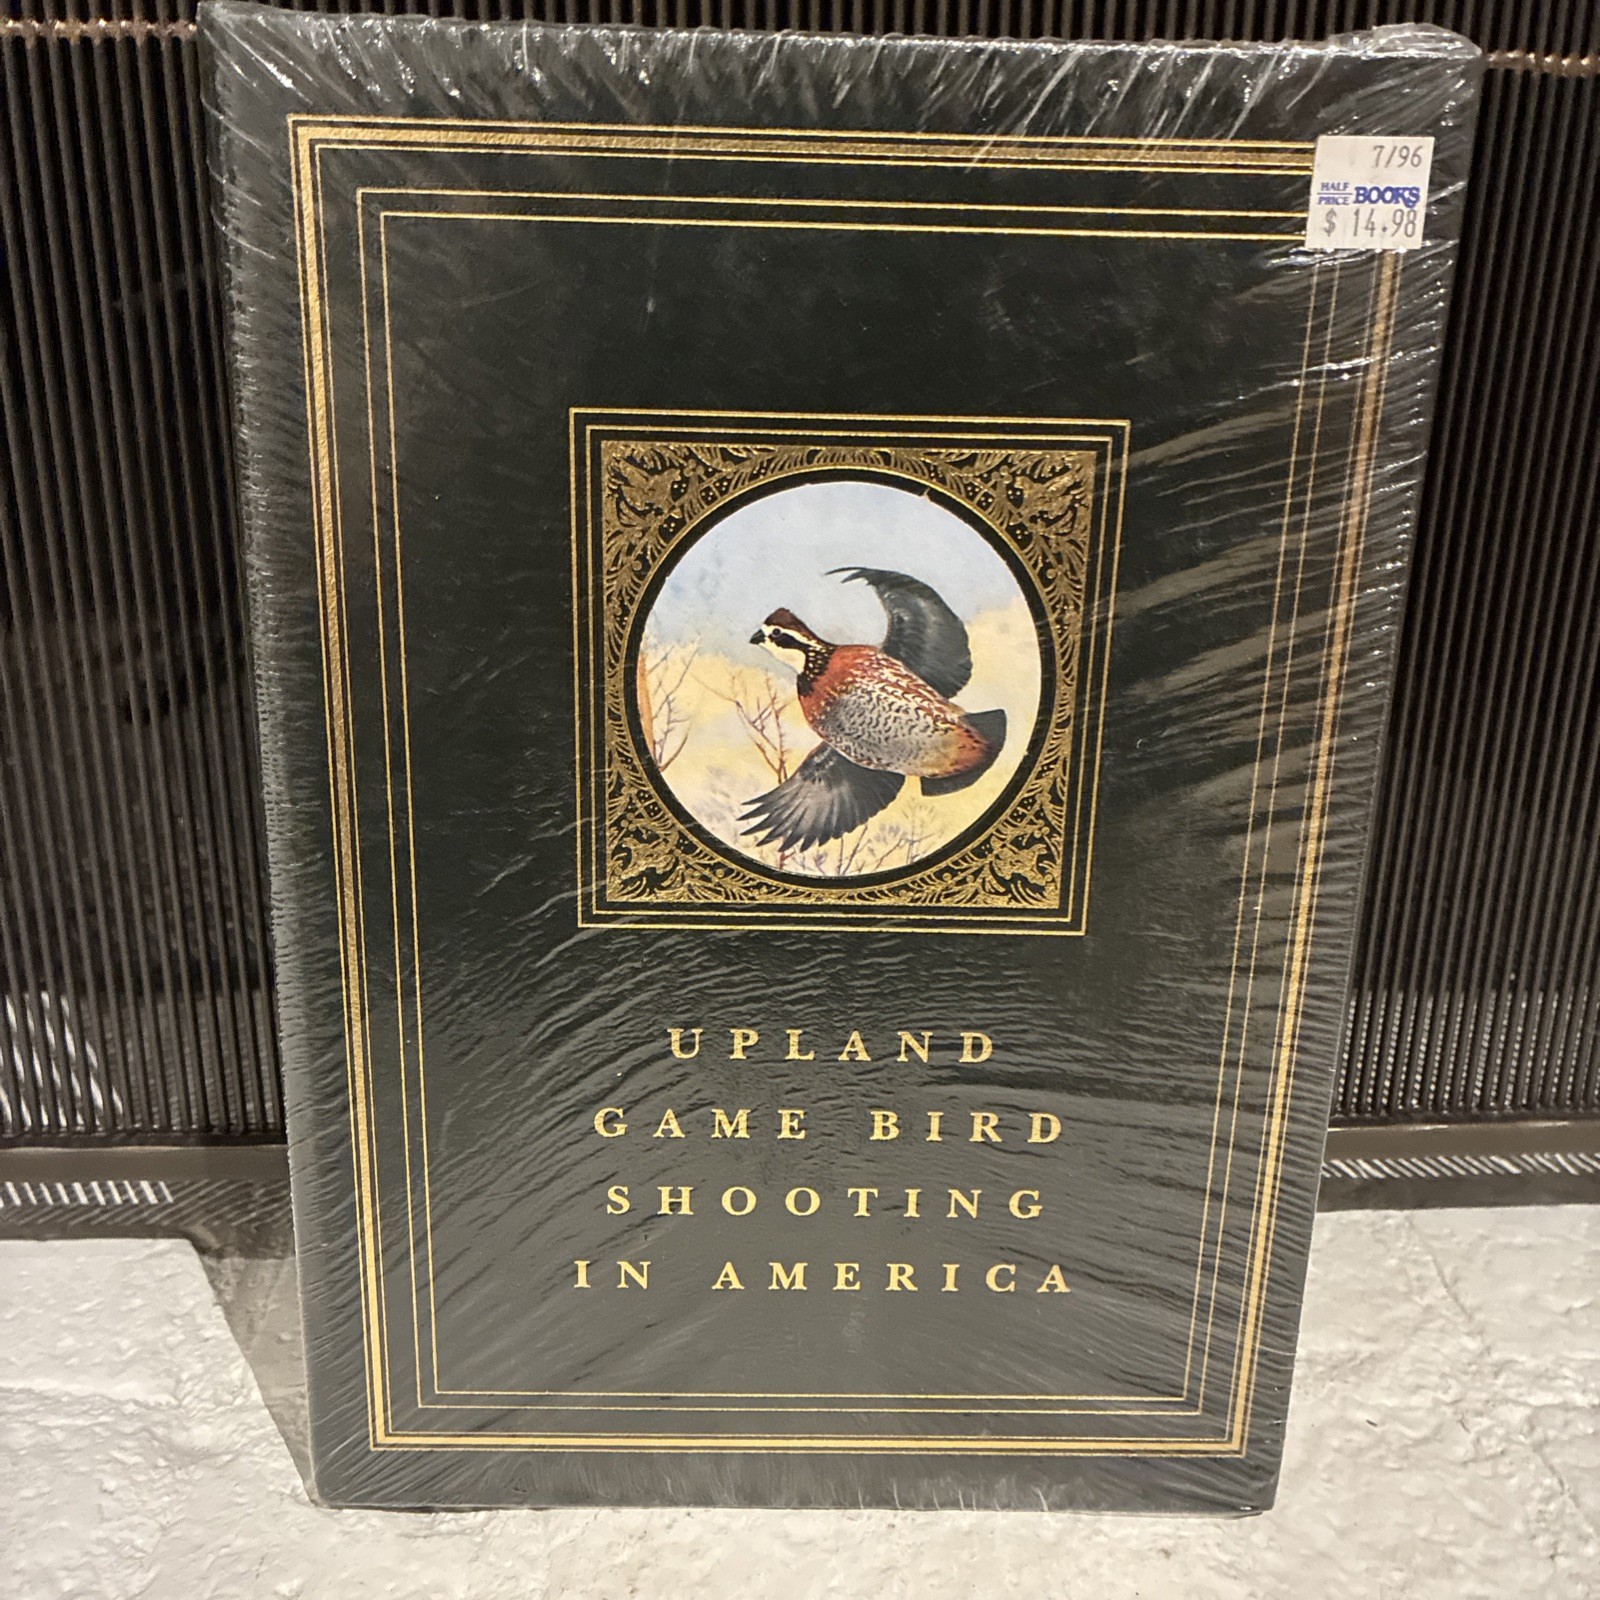 7/96
HALF PRICE BOOKS
$ 14.98
UPLAND
GAME BIRD
SHOOTING
IN AMERICA